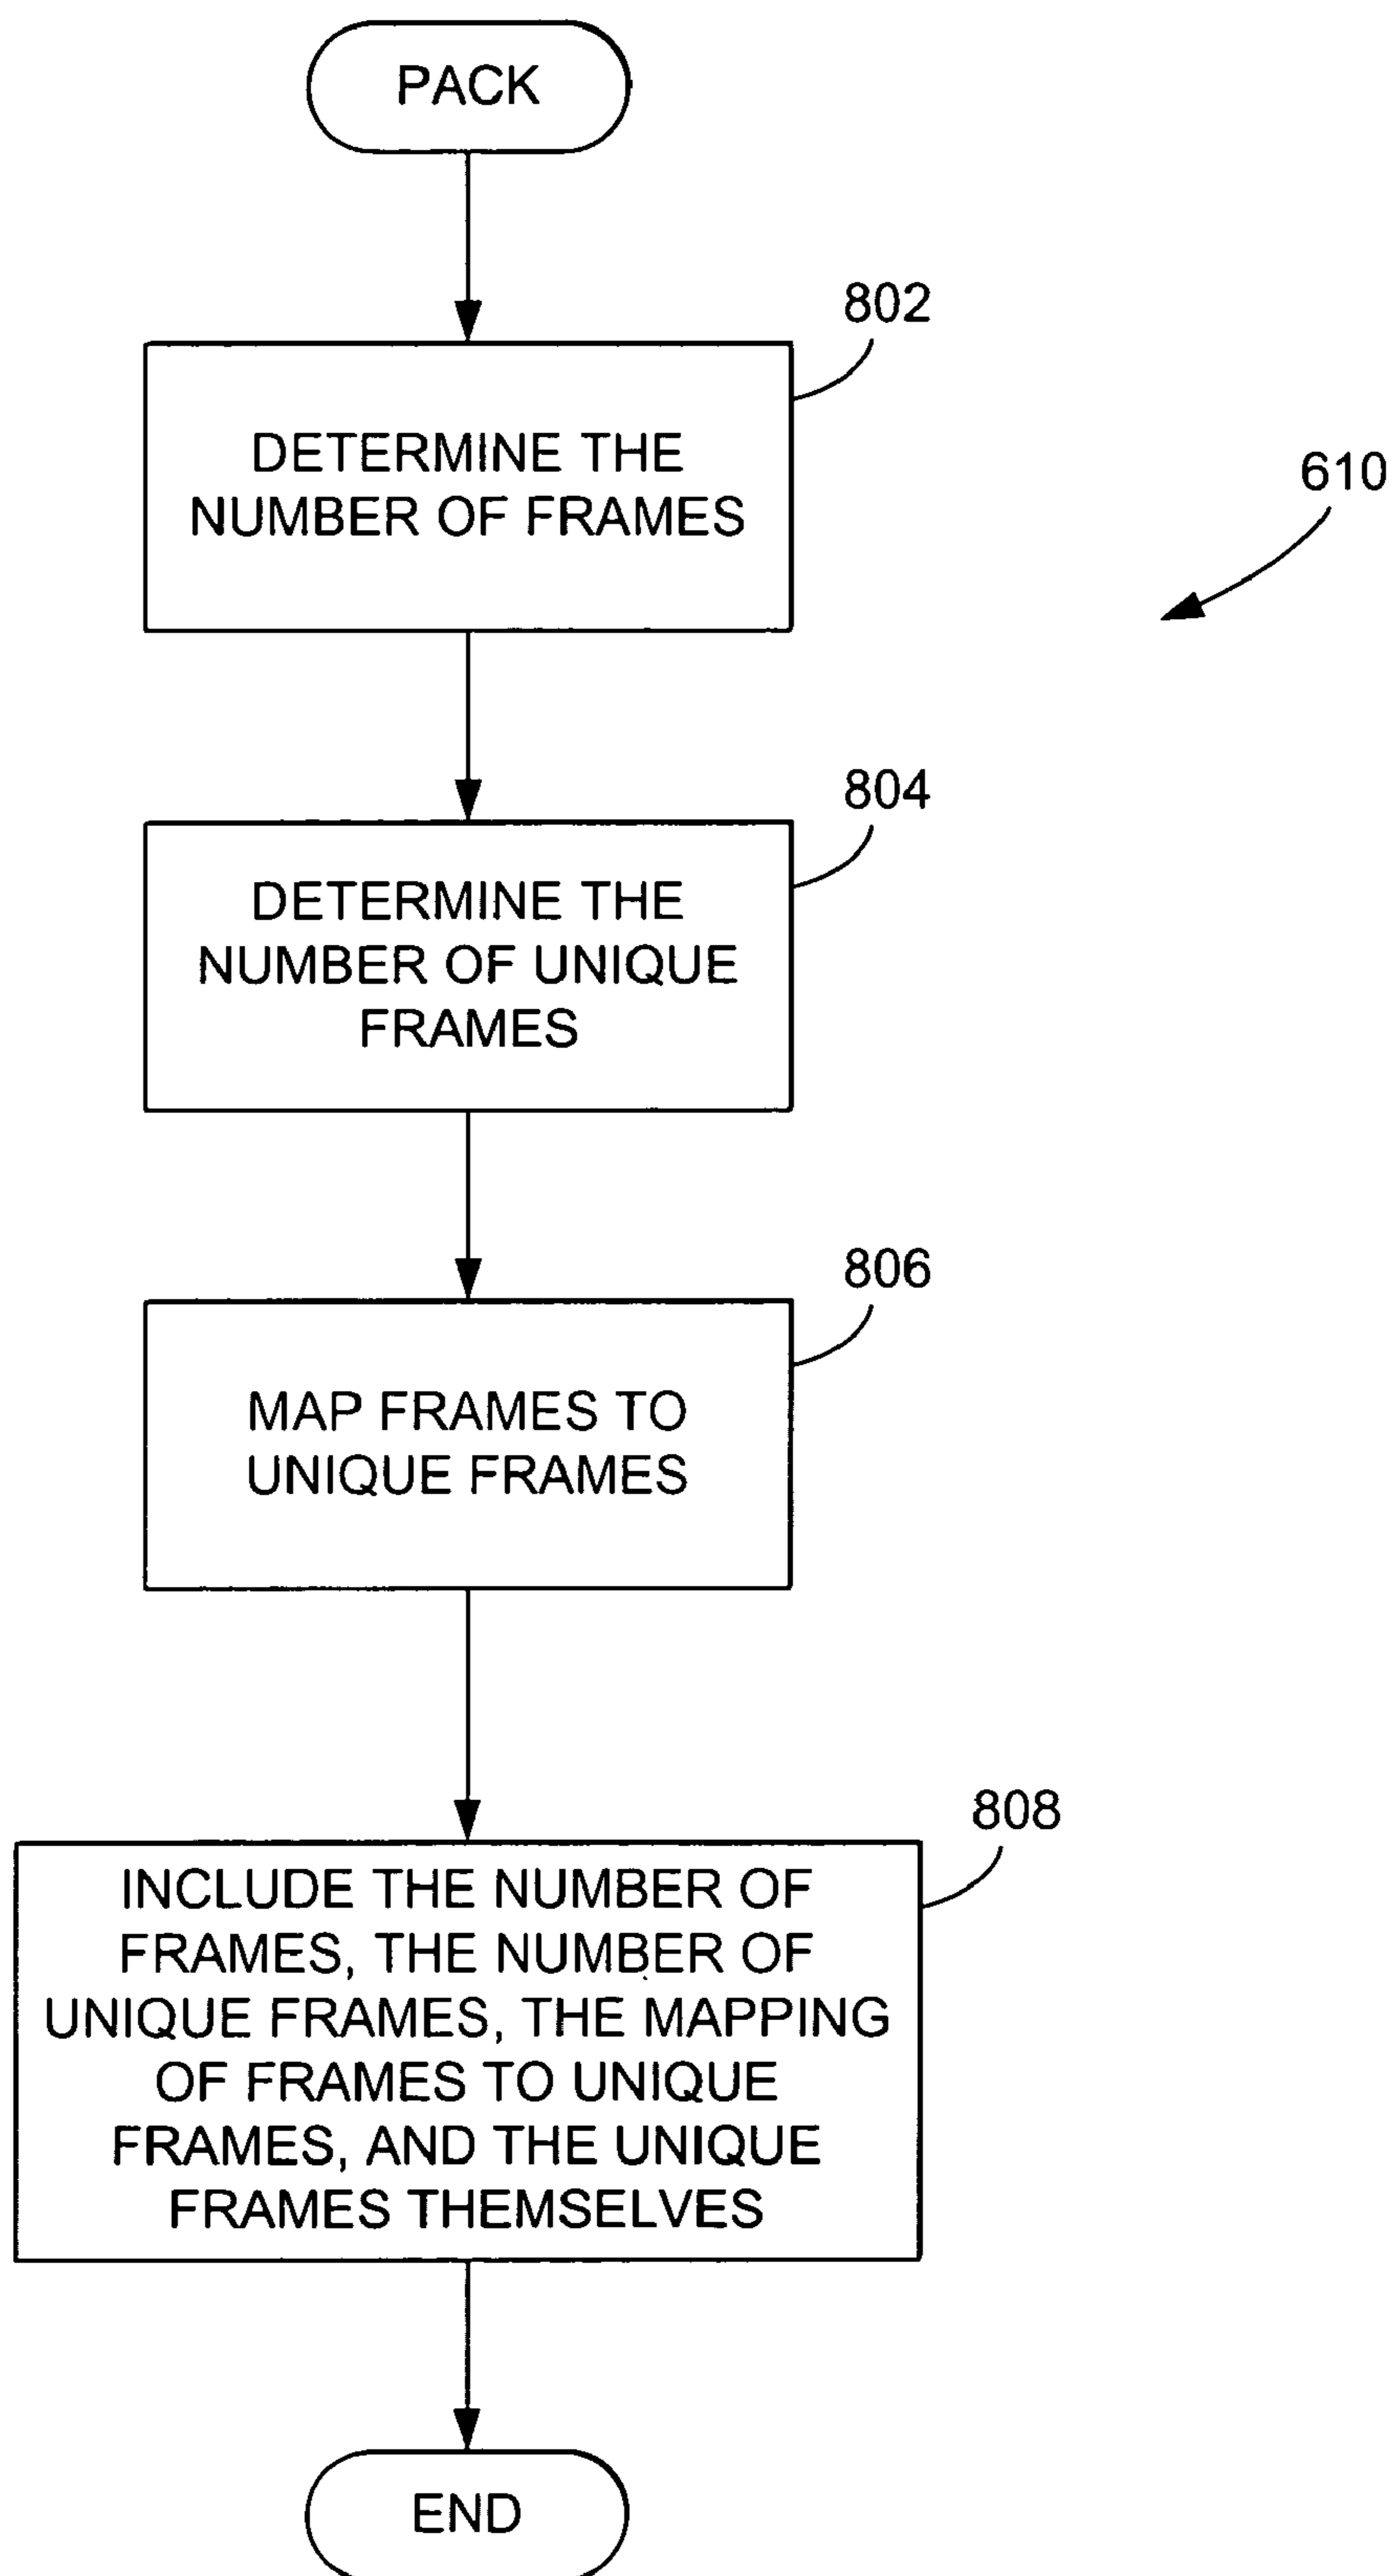 PACK
802
DETERMINE THE
NUMBER OF FRAMES
610
804
DETERMINE THE
NUMBER OF UNIQUE
FRAMES
806
MAP FRAMES TO
UNIQUE FRAMES
808
INCLUDE THE NUMBER OF
FRAMES, THE NUMBER OF
UNIQUE FRAMES, THE MAPPING
OF FRAMES TO UNIQUE
FRAMES, AND THE UNIQUE
FRAMES THEMSELVES
END